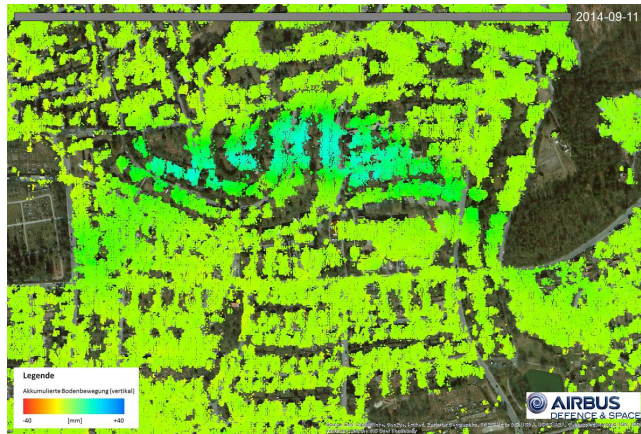 2014-09-11
Legende
Akkumulierte Bodenbewegung (vertikal)
-40 [mm] +40
AIRBUS
DEFENCE & SPACE